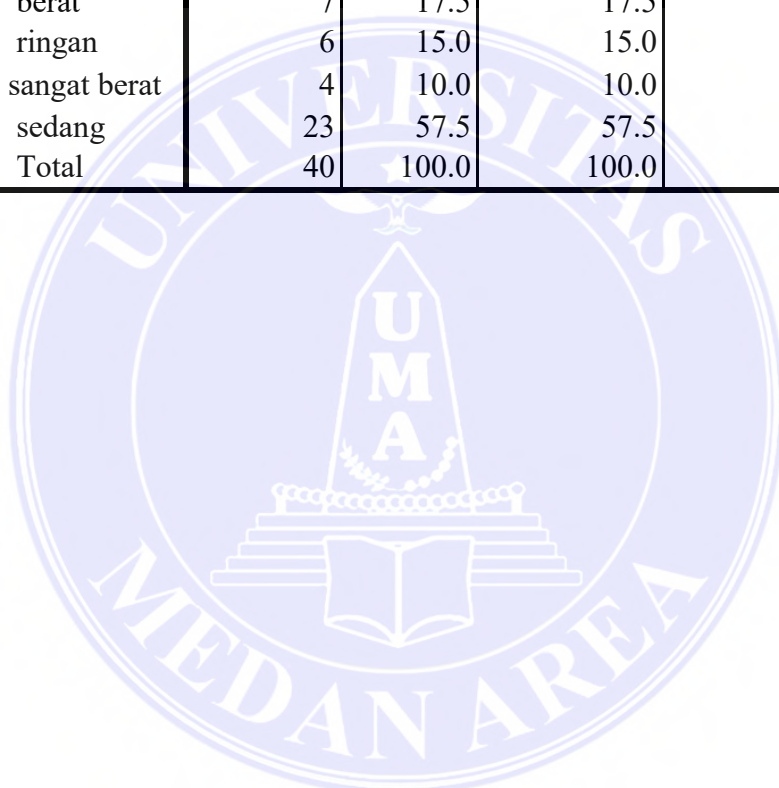 berat 7 17.5 17.5
ringan 6 15.0 15.0
sangat berat 4 10.0 10.0
sedang 23 57.5 57.5
Total 40 100.0 100.0
UNIVERSITAS
U
M
A
MEDAN AREA